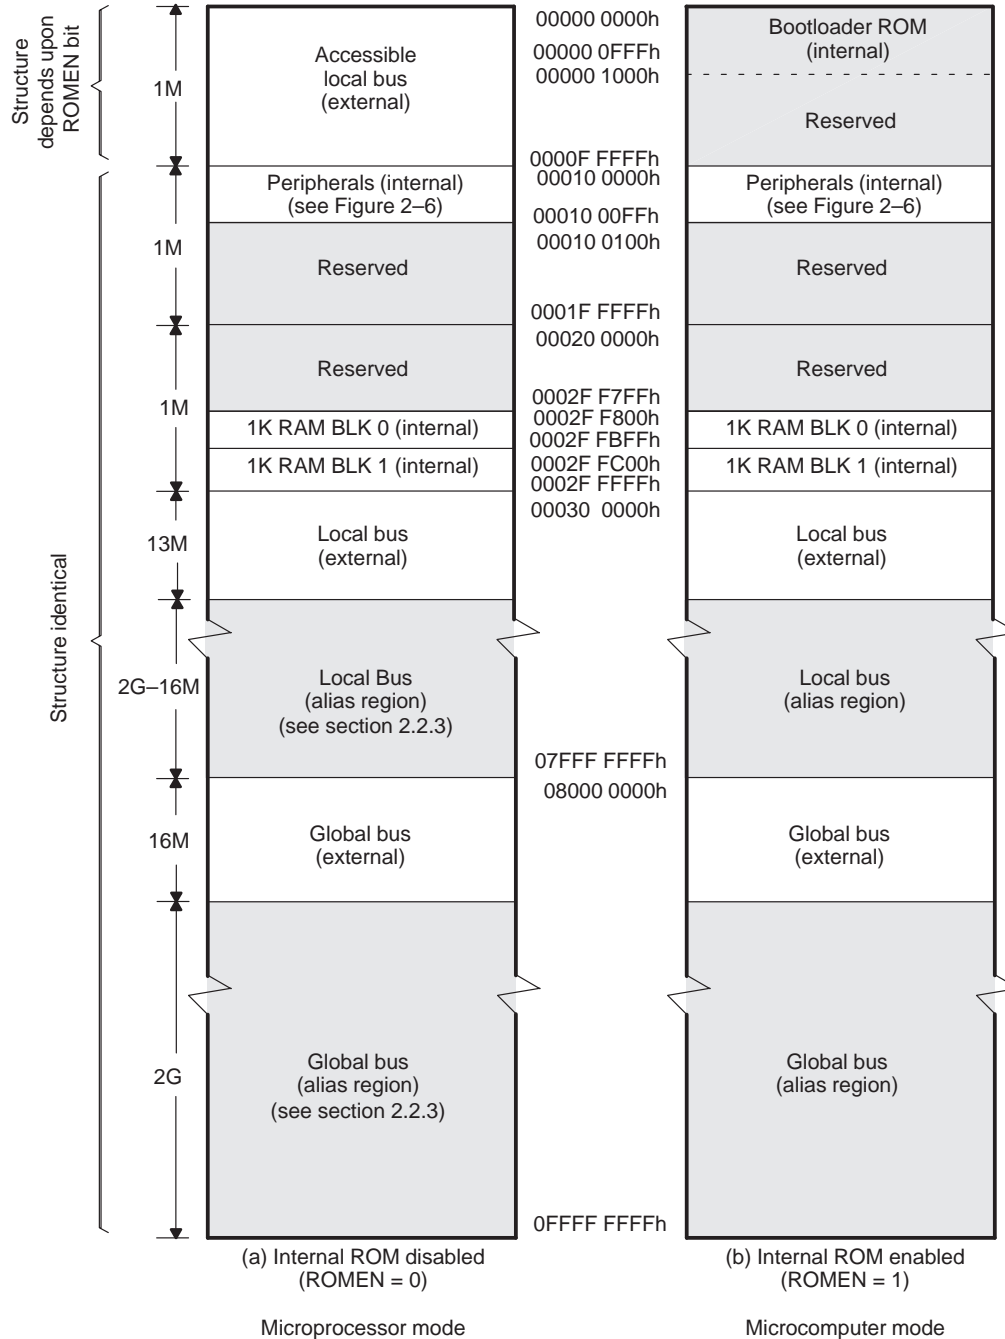 Structure
depends upon
ROMEN bit
1M
Accessible
local bus
(external)
00000 0000h
00000 0FFFh
00000 1000h
Bootloader ROM
(internal)
Reserved
0000F FFFFh
00010 0000h
Peripherals (internal)
(see Figure 2–6)
Peripherals (internal)
(see Figure 2–6)
00010 00FFh
00010 0100h
1M
Reserved
Reserved
0001F FFFFh
00020 0000h
Reserved
Reserved
1M
0002F F7FFh
0002F F800h
1K RAM BLK 0 (internal)
1K RAM BLK 0 (internal)
0002F FBFFh
0002F FC00h
1K RAM BLK 1 (internal)
1K RAM BLK 1 (internal)
0002F FFFFh
00030 0000h
Structure identical
13M
Local bus
(external)
Local bus
(external)
2G–16M
Local Bus
(alias region)
(see section 2.2.3)
Local bus
(alias region)
07FFF FFFFh
08000 0000h
16M
Global bus
(external)
Global bus
(external)
2G
Global bus
(alias region)
(see section 2.2.3)
Global bus
(alias region)
0FFFF FFFFh
(a) Internal ROM disabled
(ROMEN = 0)
(b) Internal ROM enabled
(ROMEN = 1)
Microprocessor mode
Microcomputer mode